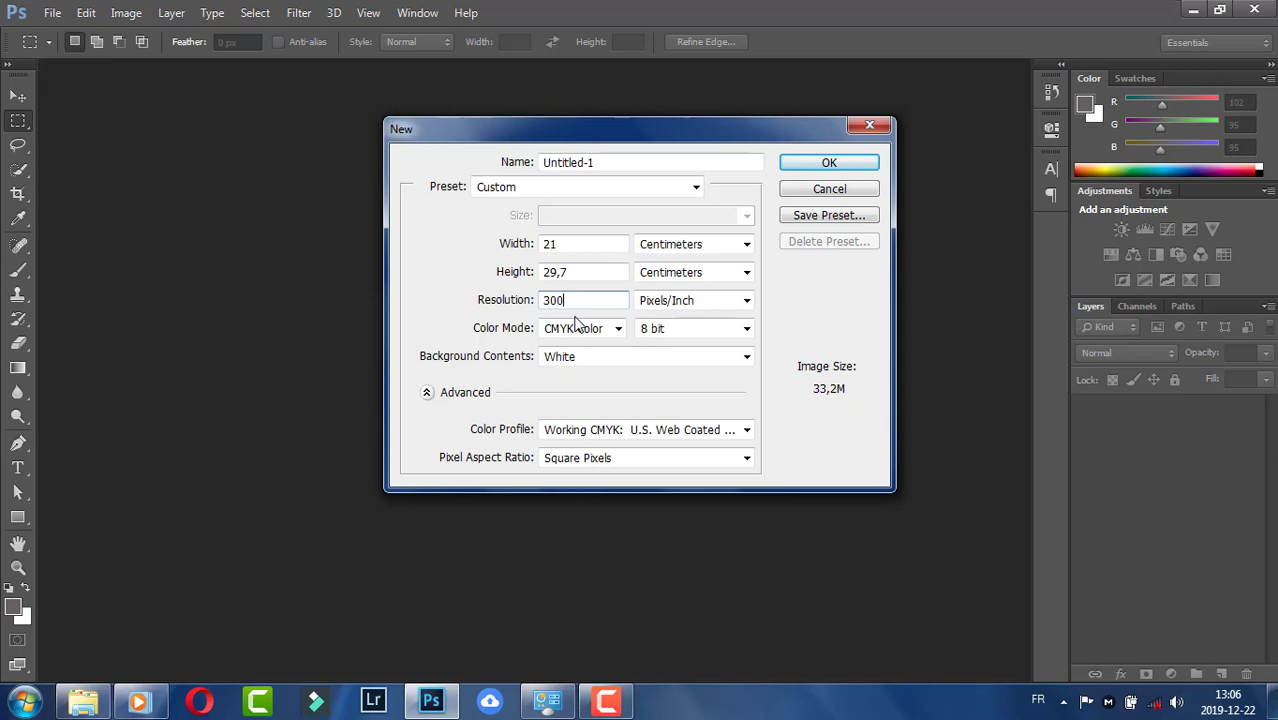 Ps File Edit Image Layer Type Select Filter 3D View Window Help
Feather: 0 px Anti-alias Style: Normal Width: Height: Refine Edge... Essentials
Color Swatches
R 102
G 95
B 95
Adjustments Styles
Add an adjustment
Layers Channels Paths
Kind
Normal Opacity:
Lock: Fill:
New
Name: Untitled-1 OK
Preset: Custom Cancel
Size: Save Preset...
Width: 21 Centimeters Delete Preset...
Height: 29,7 Centimeters
Resolution: 300 Pixels/Inch
Color Mode: CMYK Color 8 bit
Background Contents: White
Image Size:
33,2M
Advanced
Color Profile: Working CMYK: U.S. Web Coated ...
Pixel Aspect Ratio: Square Pixels
Lr Ps FR 13:06
2019-12-22